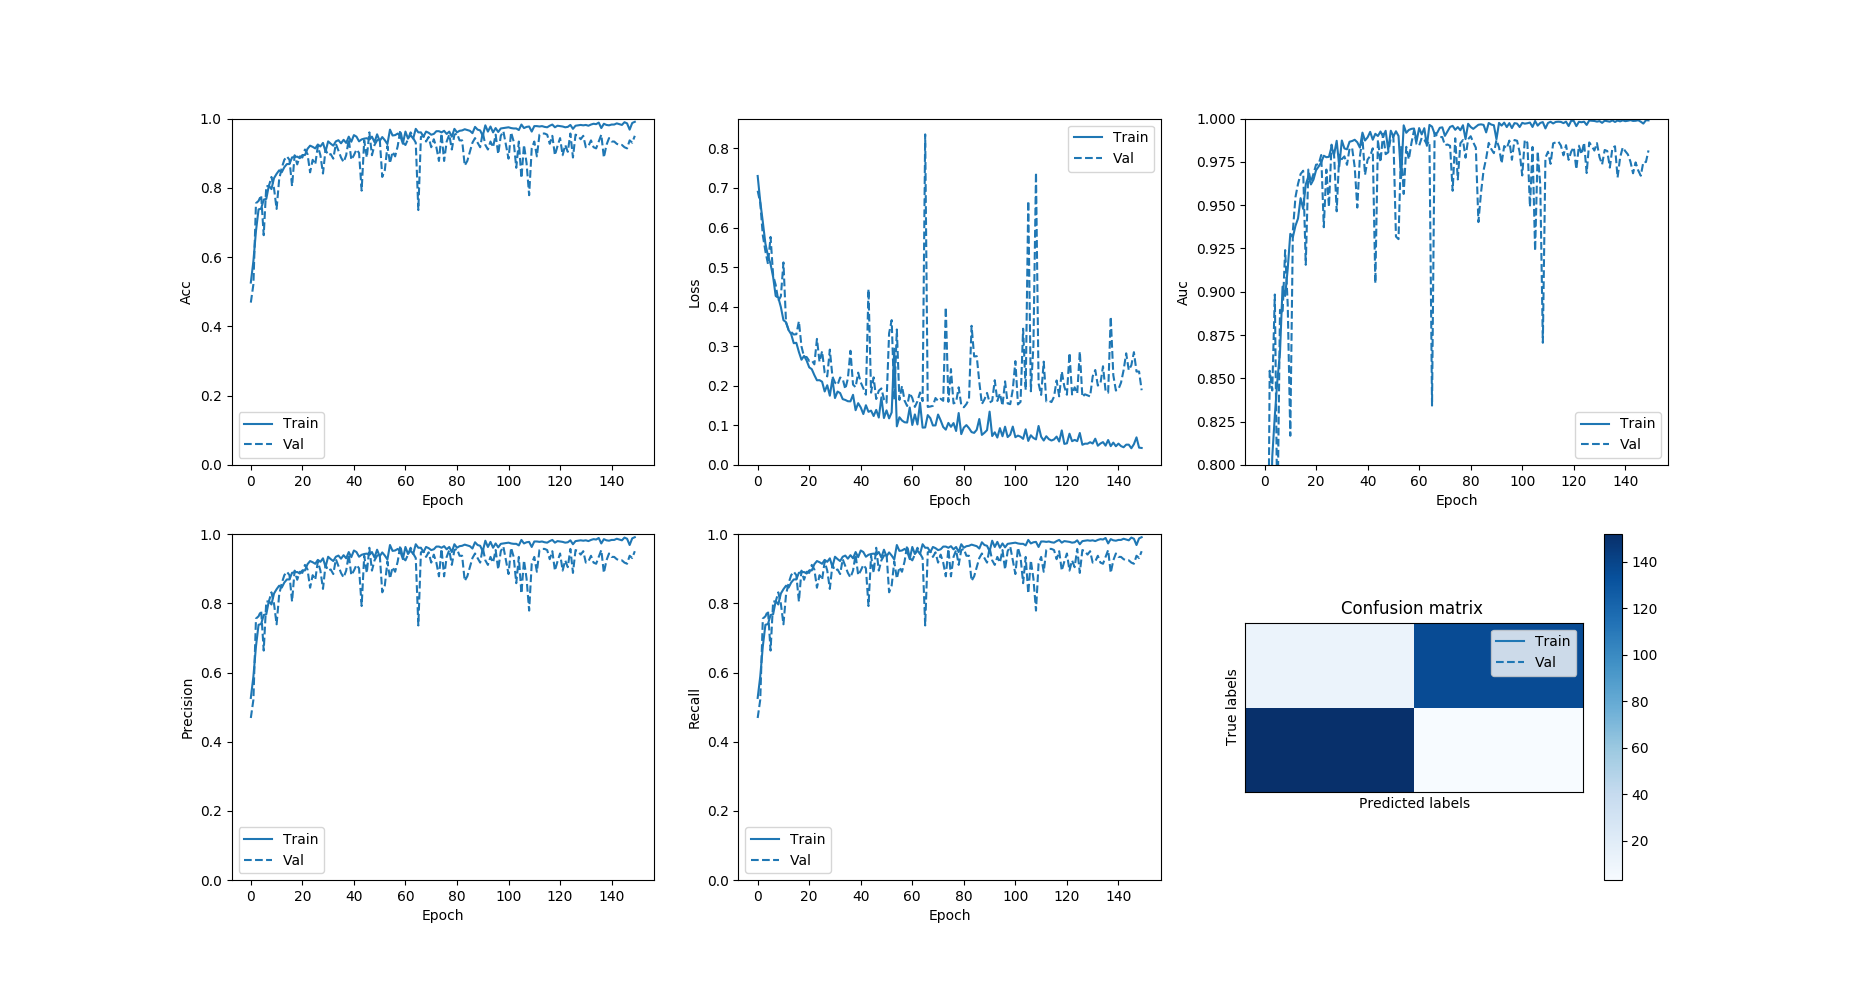 1.0
0.8
0.6
0.4
0.2
0.0
Acc
Train
Val
0 20 40 60 80 100 120 140
Epoch
0.8
0.7
0.6
0.5
0.4
0.3
0.2
0.1
0.0
Loss
Train
Val
0 20 40 60 80 100 120 140
Epoch
1.000
0.975
0.950
0.925
0.900
0.875
0.850
0.825
0.800
Auc
Train
Val
0 20 40 60 80 100 120 140
Epoch
1.0
0.8
0.6
0.4
0.2
0.0
Precision
Train
Val
0 20 40 60 80 100 120 140
Epoch
1.0
0.8
0.6
0.4
0.2
0.0
Recall
Train
Val
0 20 40 60 80 100 120 140
Epoch
Confusion matrix
True labels
Train
Val
Predicted labels
140
120
100
80
60
40
20